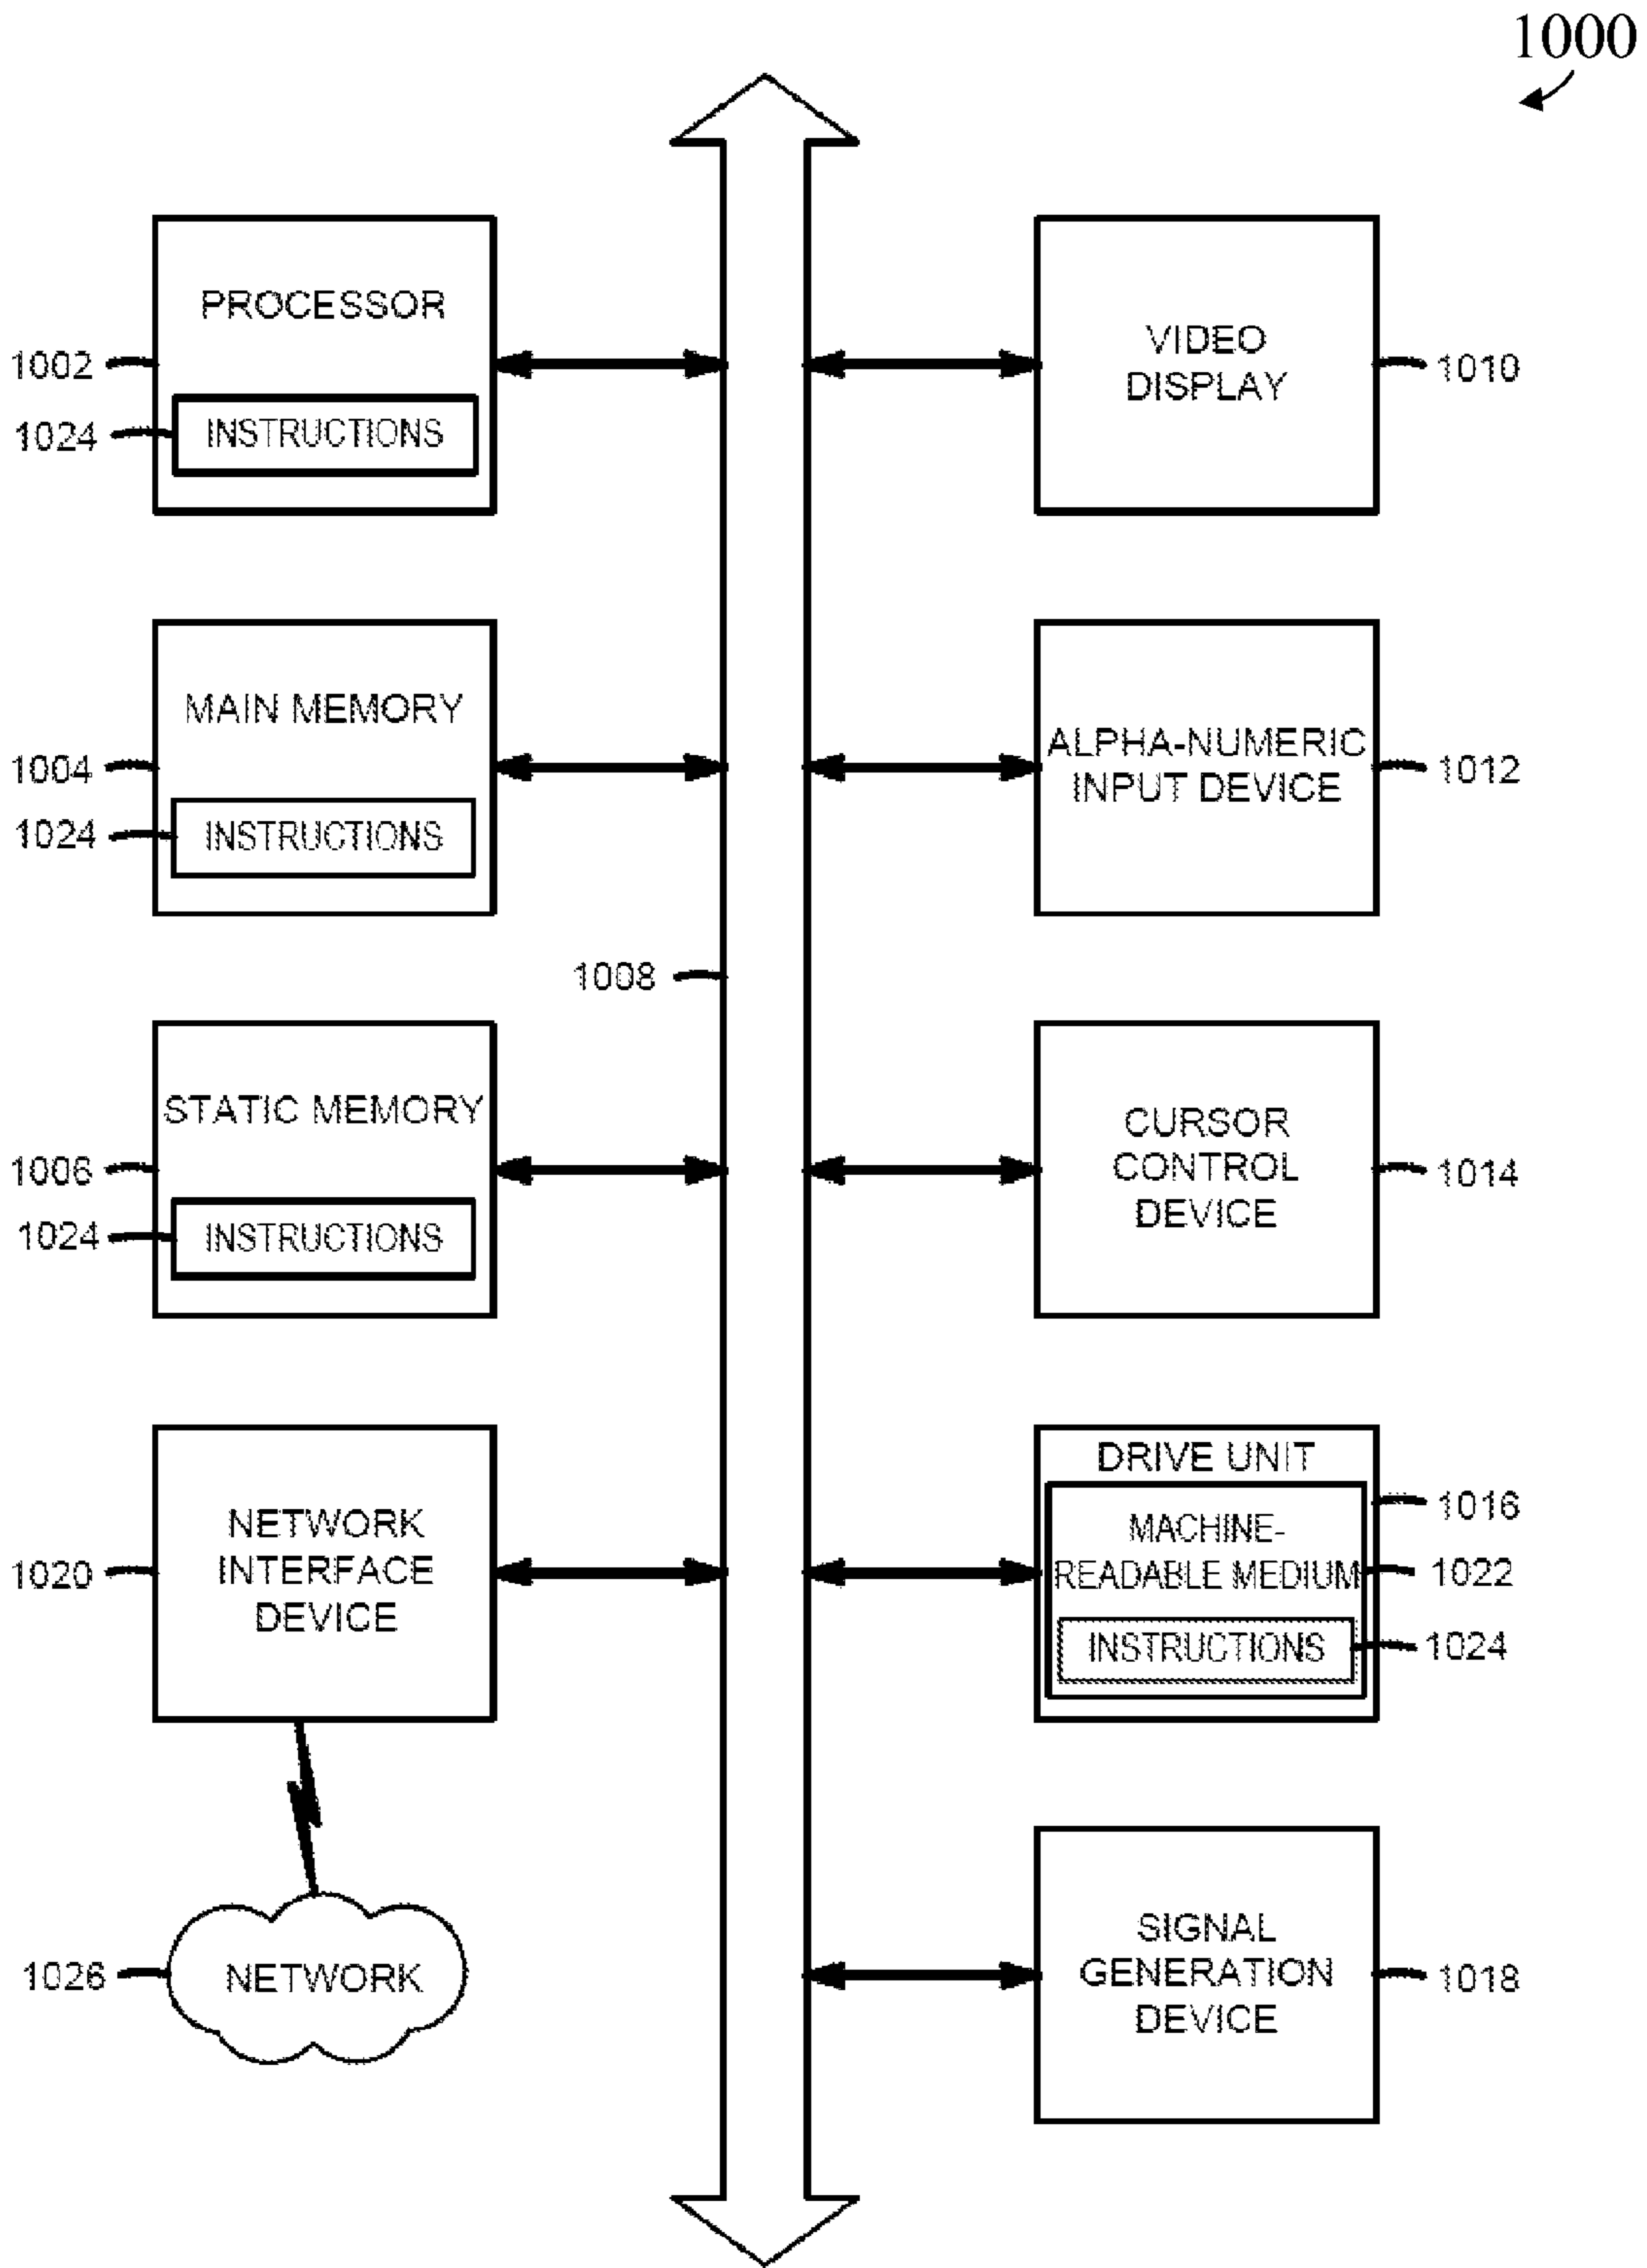 1000
PROCESSOR
1002
1024
INSTRUCTIONS
VIDEO
DISPLAY
1010
MAIN MEMORY
1004
1024
INSTRUCTIONS
ALPHA-NUMERIC
INPUT DEVICE
1012
1008
STATIC MEMORY
1006
1024
INSTRUCTIONS
CURSOR
CONTROL
DEVICE
1014
NETWORK
INTERFACE
DEVICE
1020
DRIVE UNIT
1016
MACHINE-
READABLE MEDIUM
1022
INSTRUCTIONS
1024
NETWORK
1026
SIGNAL
GENERATION
DEVICE
1018